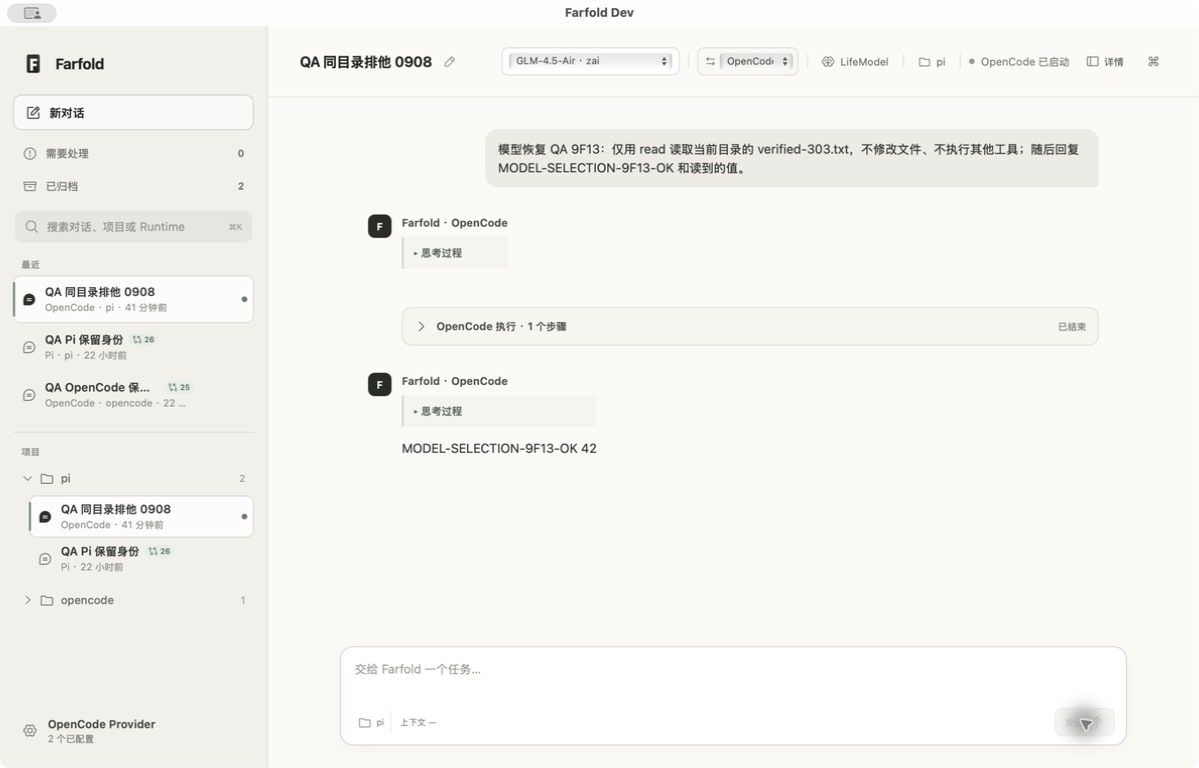 Farfold Dev
Farfold
新对话
需要处理 0
已归档 2
搜索对话、项目或 Runtime ⌘K
最近
QA 同目录排他 0908
OpenCode · pi · 41 分钟前
QA Pi 保留身份 26
Pi · pi · 22 小时前
QA OpenCode 保... 25
OpenCode · opencode · 22 ...
项目
pi 2
QA 同目录排他 0908
OpenCode · 41 分钟前
QA Pi 保留身份 26
Pi · 22 小时前
opencode 1
OpenCode Provider
2 个已配置
QA 同目录排他 0908
GLM-4.5-Air · zai
OpenCode
LifeModel
pi
OpenCode 已启动
详情
⌘
模型恢复 QA 9F13：仅用 read 读取当前目录的 verified-303.txt，不修改文件、不执行其他工具；随后回复
MODEL-SELECTION-9F13-OK 和读到的值。
F Farfold · OpenCode
思考过程
OpenCode 执行 · 1 个步骤 已结束
F Farfold · OpenCode
思考过程
MODEL-SELECTION-9F13-OK 42
交给 Farfold 一个任务...
pi 上下文 —